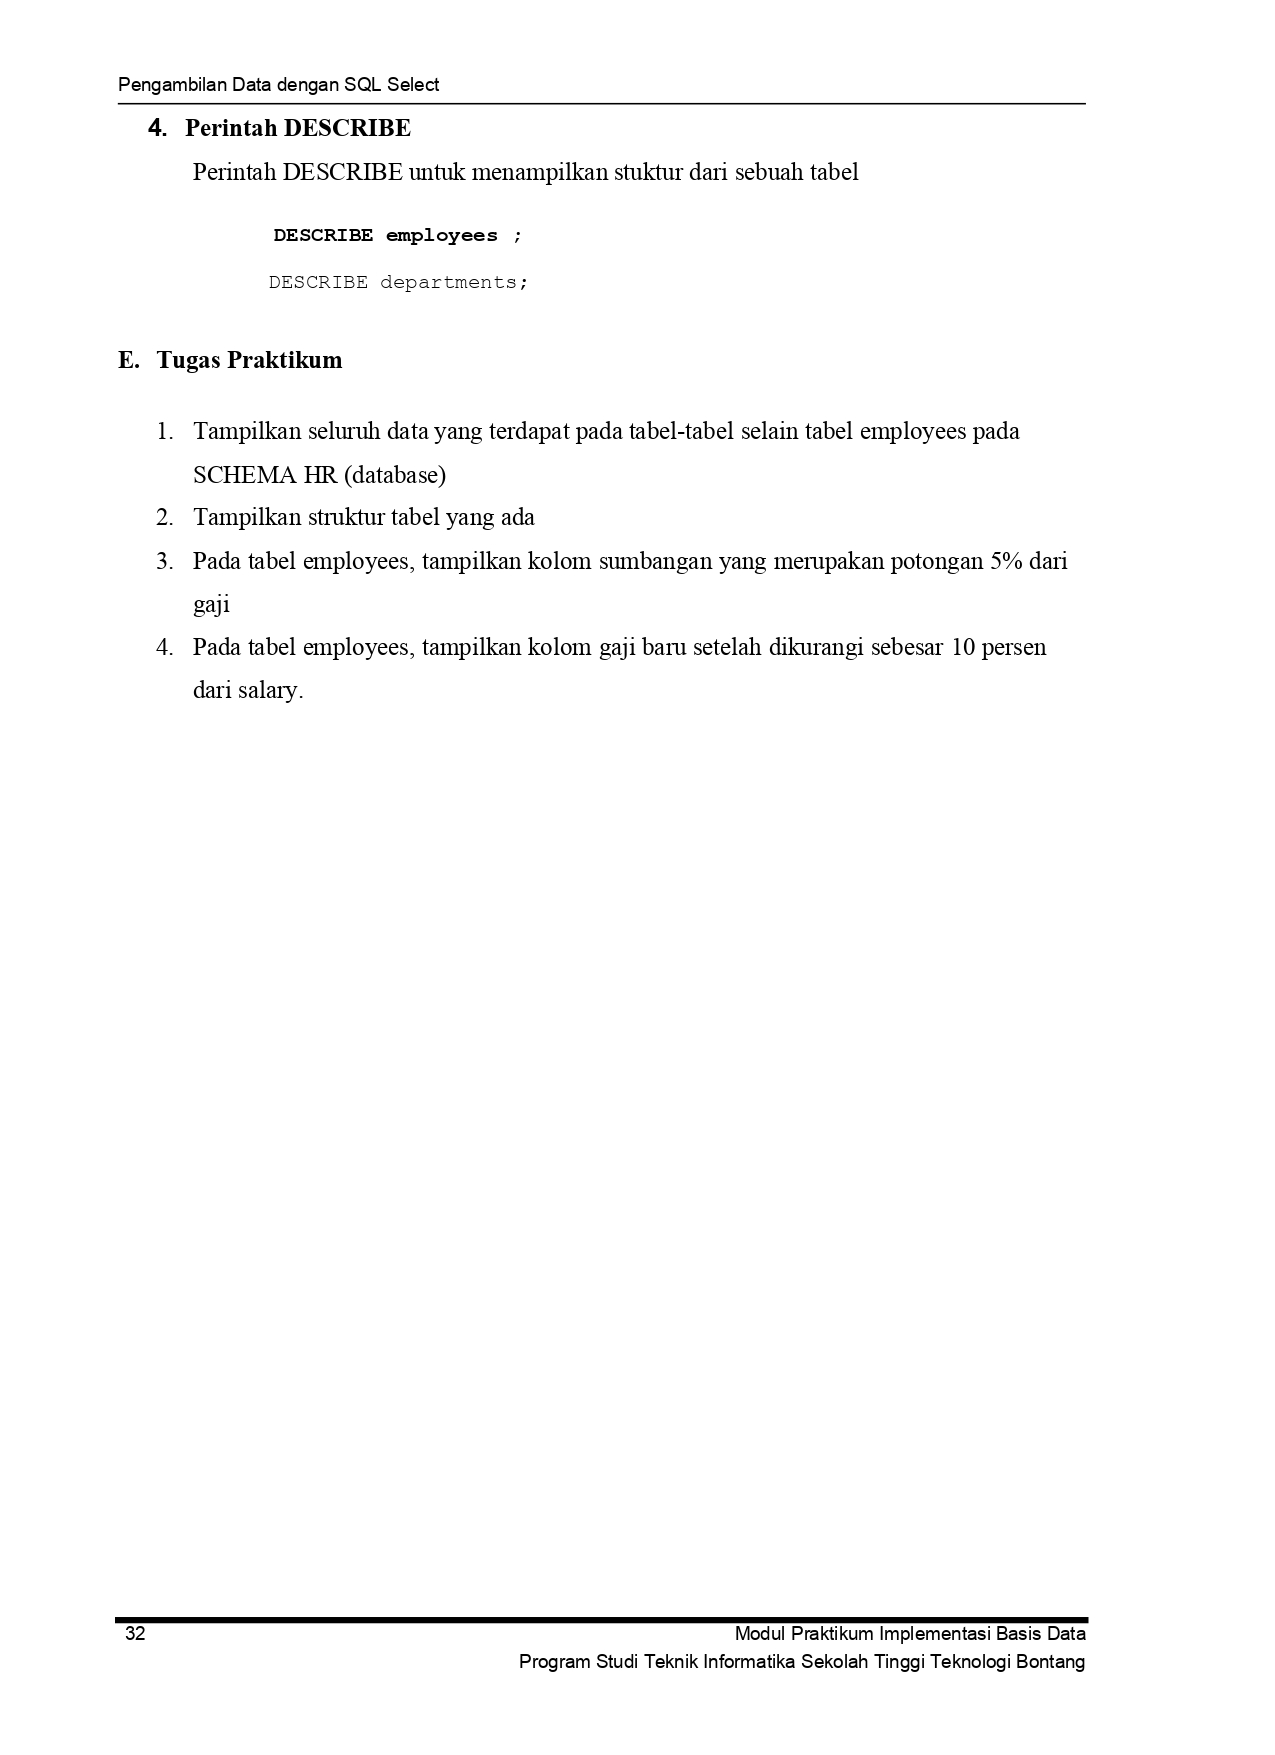 Pengambilan Data dengan SQL Select
4. Perintah DESCRIBE
Perintah DESCRIBE untuk menampilkan stuktur dari sebuah tabel
DESCRIBE employees ;
DESCRIBE departments;
E. Tugas Praktikum
1. Tampilkan seluruh data yang terdapat pada tabel-tabel selain tabel employees pada
SCHEMA HR (database)
2. Tampilkan struktur tabel yang ada
3. Pada tabel employees, tampilkan kolom sumbangan yang merupakan potongan 5% dari
gaji
4. Pada tabel employees, tampilkan kolom gaji baru setelah dikurangi sebesar 10 persen
dari salary.
32
Modul Praktikum Implementasi Basis Data
Program Studi Teknik Informatika Sekolah Tinggi Teknologi Bontang